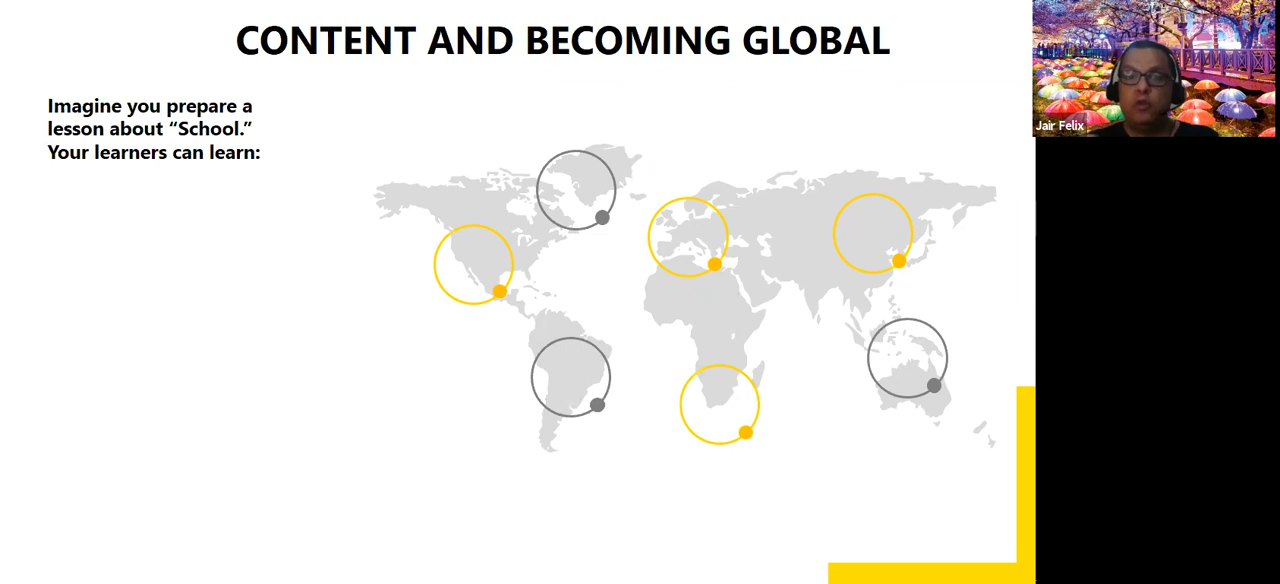 CONTENT AND BECOMING GLOBAL
Imagine you prepare a
lesson about “School.”
Your learners can learn:
Jair Felix